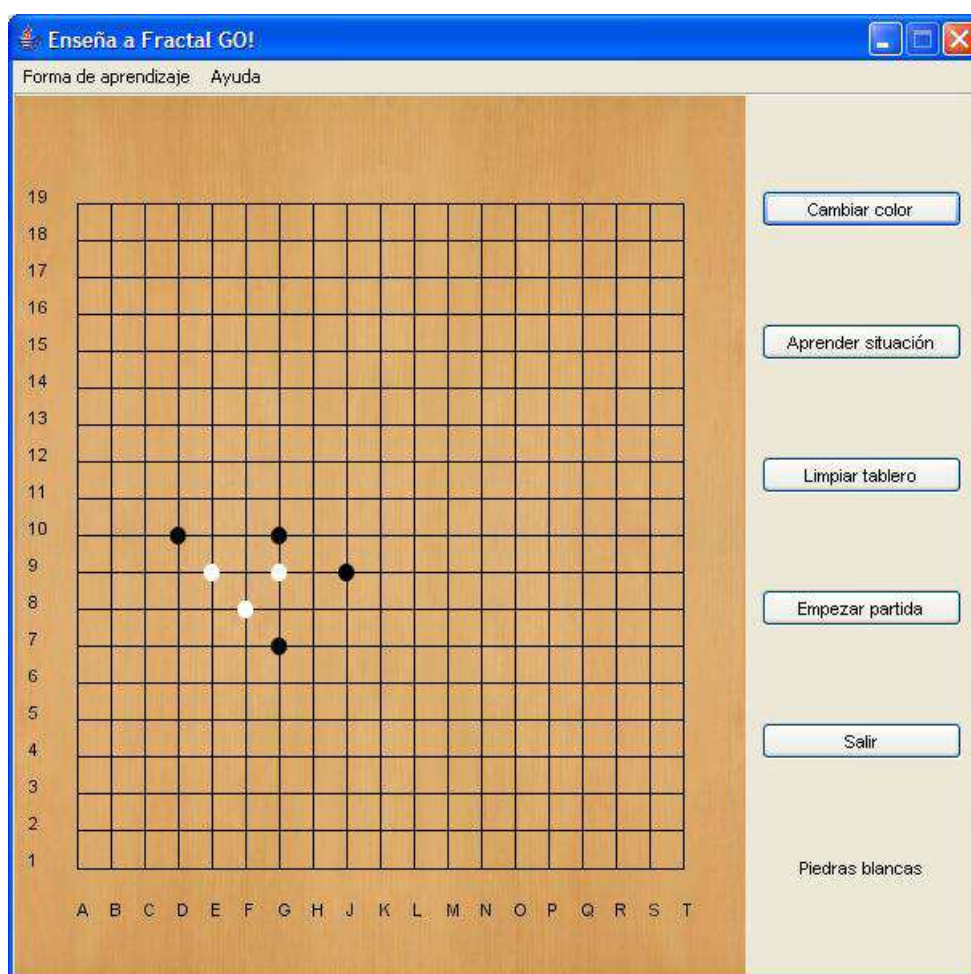 Enseña a Fractal GO!
Forma de aprendizaje Ayuda
19
18
17
16
15
14
13
12
11
10
9
8
7
6
5
4
3
2
1
A B C D E F G H J K L M N O P Q R S T
Cambiar color
Aprender situación
Limpiar tablero
Empezar partida
Salir
Piedras blancas